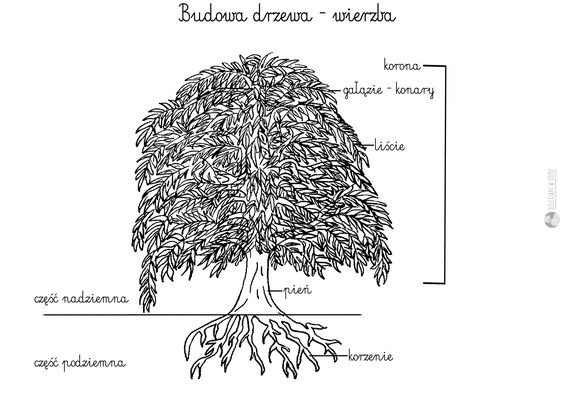 Budowa drzewa - wierzba
korona
gałęzie - konary
liście
pień
część nadziemna
część podziemna
korzenie